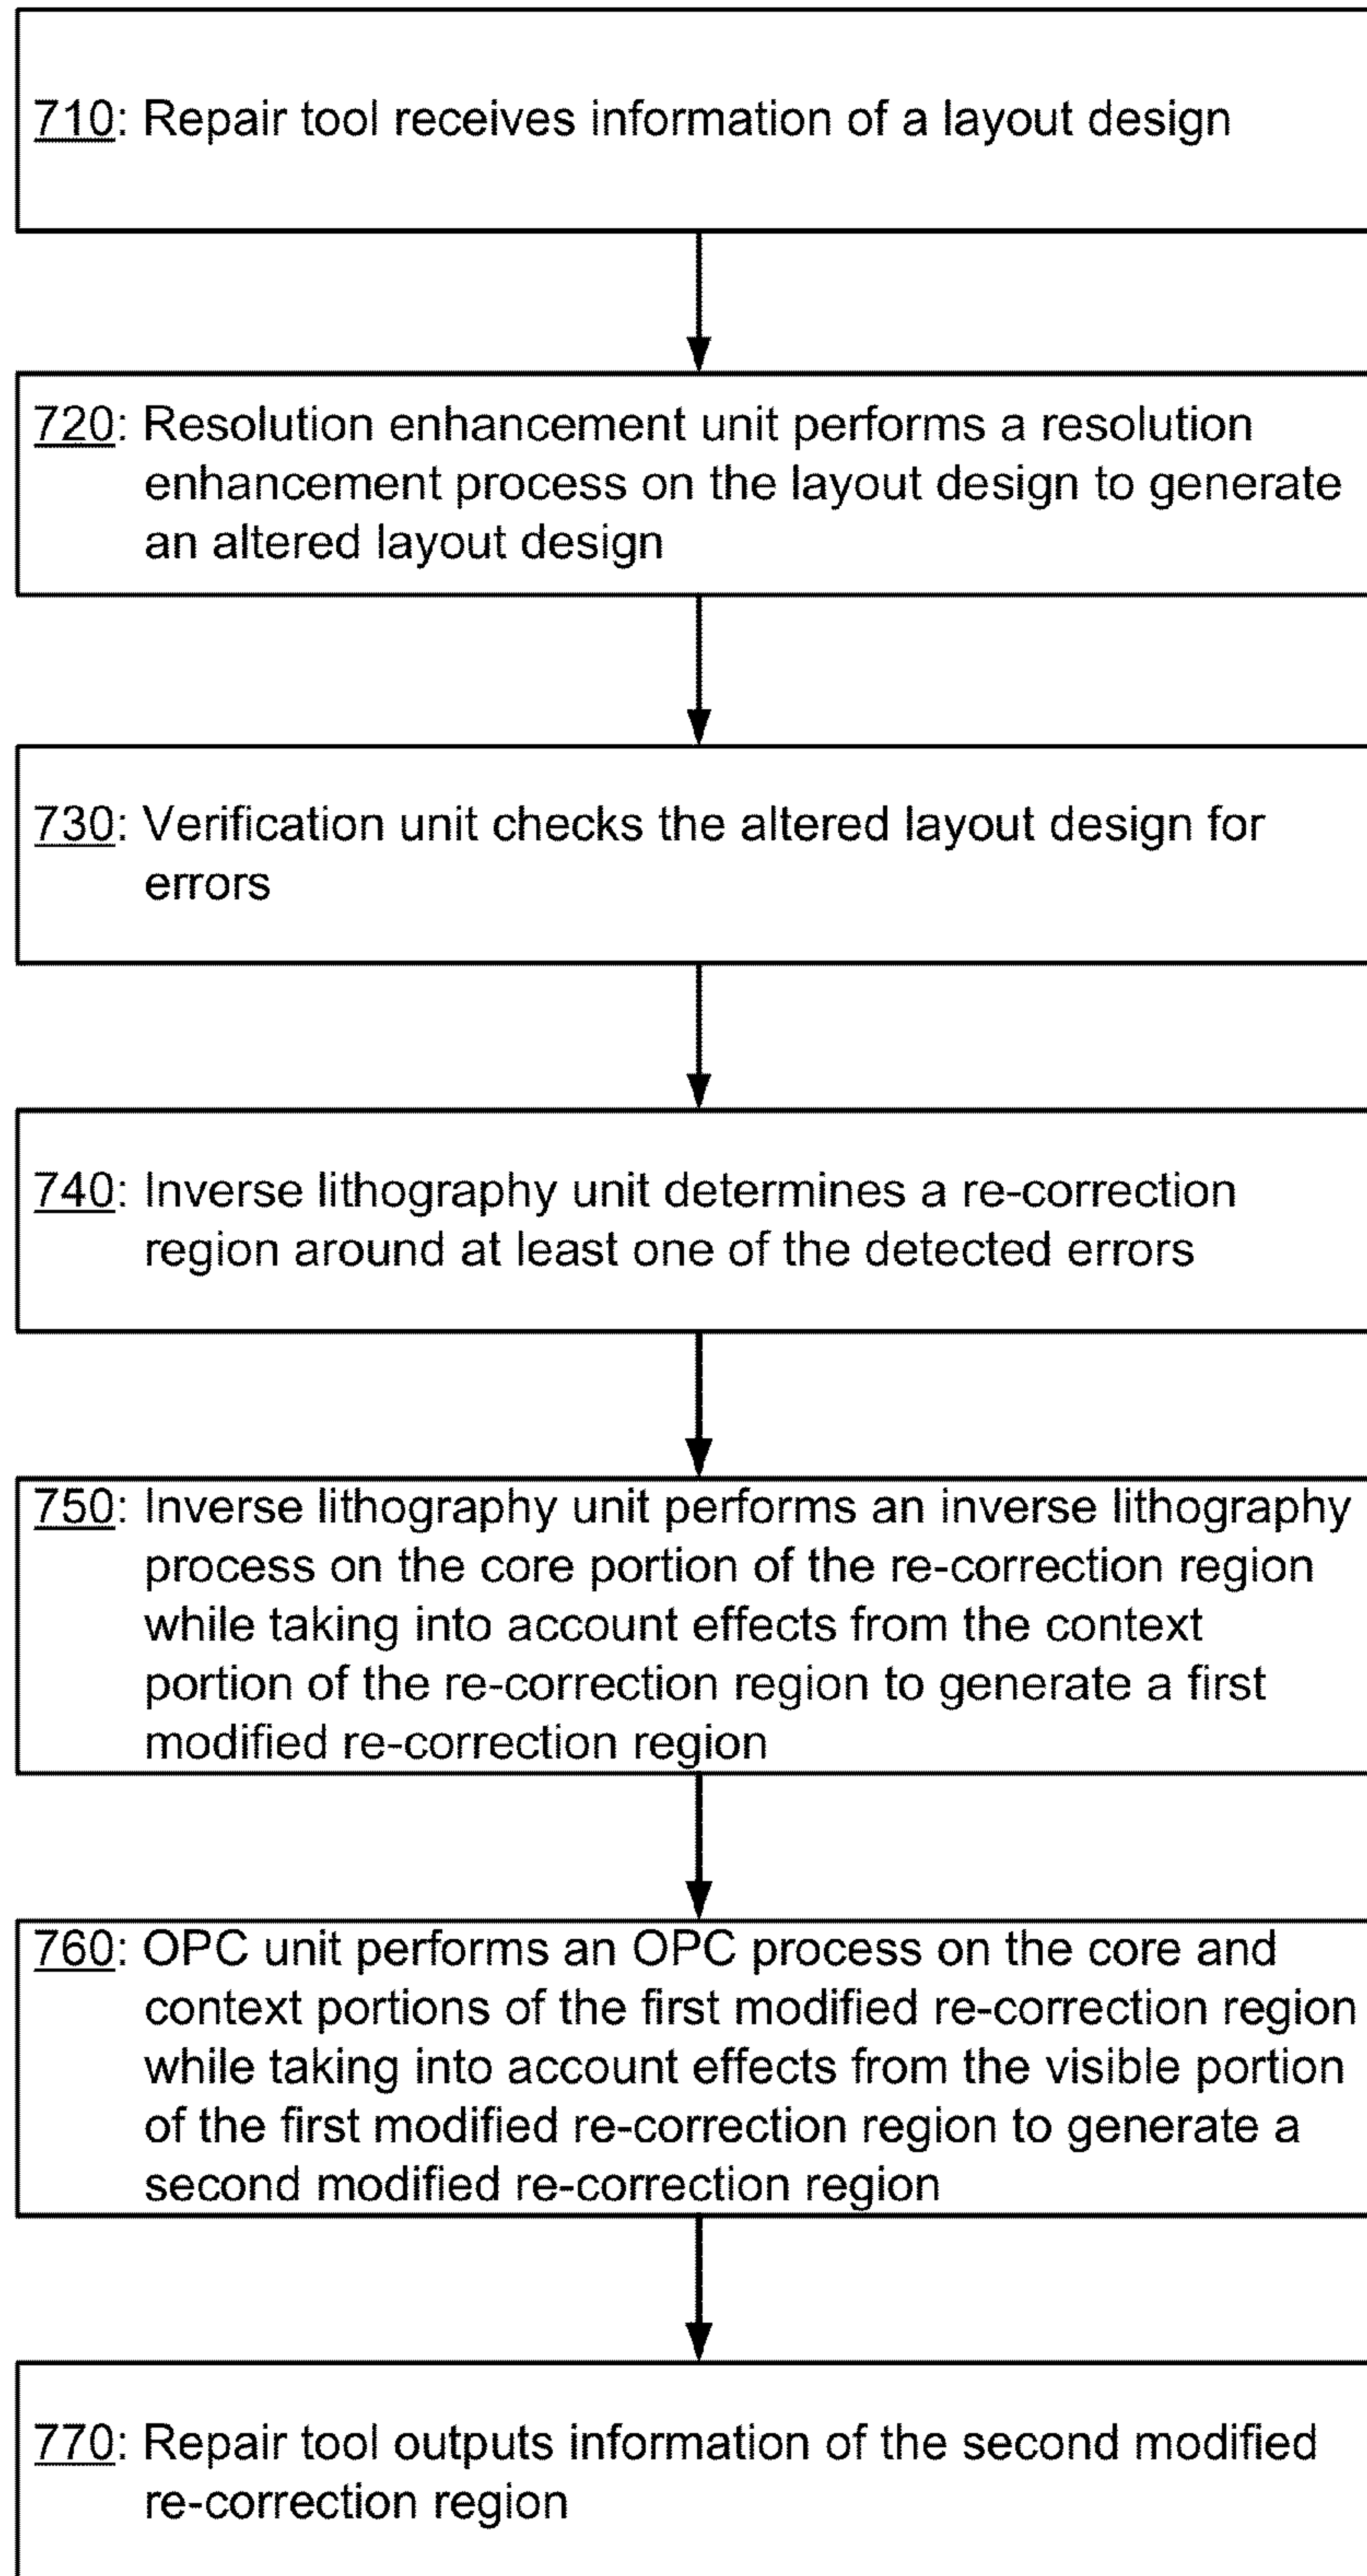 710: Repair tool receives information of a layout design
720: Resolution enhancement unit performs a resolution
enhancement process on the layout design to generate
an altered layout design
730: Verification unit checks the altered layout design for
errors
740: Inverse lithography unit determines a re-correction
region around at least one of the detected errors
750: Inverse lithography unit performs an inverse lithography
process on the core portion of the re-correction region
while taking into account effects from the context
portion of the re-correction region to generate a first
modified re-correction region
760: OPC unit performs an OPC process on the core and
context portions of the first modified re-correction region
while taking into account effects from the visible portion
of the first modified re-correction region to generate a
second modified re-correction region
770: Repair tool outputs information of the second modified
re-correction region